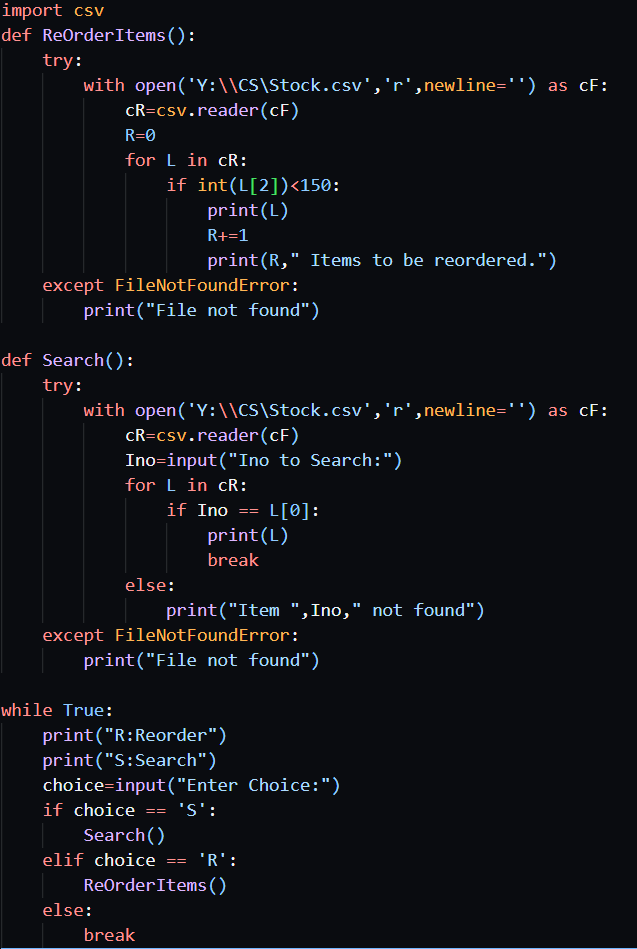 import csv
def ReOrderItems():
    try:
        with open('Y:\\CS\Stock.csv','r',newline='') as cF:
            cR=csv.reader(cF)
            R=0
            for L in cR:
                if int(L[2])<150:
                    print(L)
                    R+=1
                    print(R," Items to be reordered.")
    except FileNotFoundError:
        print("File not found")

def Search():
    try:
        with open('Y:\\CS\Stock.csv','r',newline='') as cF:
            cR=csv.reader(cF)
            Ino=input("Ino to Search:")
            for L in cR:
                if Ino == L[0]:
                    print(L)
                    break
            else:
                print("Item ",Ino," not found")
    except FileNotFoundError:
        print("File not found")

while True:
    print("R:Reorder")
    print("S:Search")
    choice=input("Enter Choice:")
    if choice == 'S':
        Search()
    elif choice == 'R':
        ReOrderItems()
    else:
        break